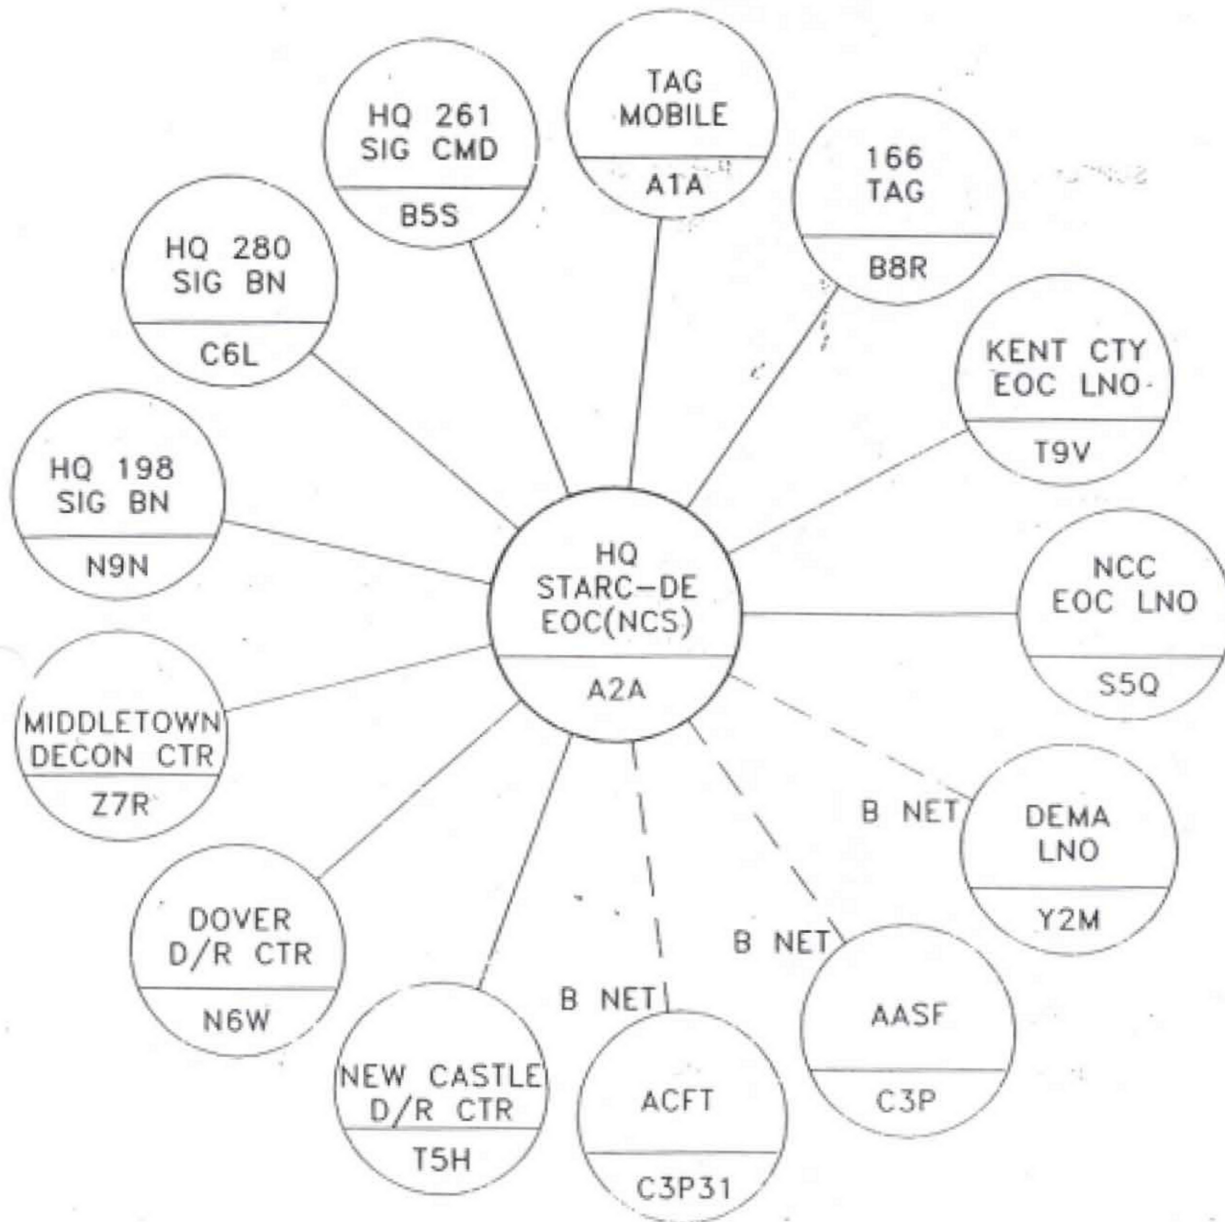 TAG
MOBILE
A1A
166
TAG
B8R
KENT CTY
EOC LNO
T9V
NCC
EOC LNO
S5Q
DEMA
LNO
Y2M
B NET
AASF
C3P
B NET
ACFT
C3P31
B NET
NEW CASTLE
D/R CTR
T5H
DOVER
D/R CTR
N6W
MIDDLETOWN
DECON CTR
Z7R
HQ 198
SIG BN
N9N
HQ 280
SIG BN
C6L
HQ 261
SIG CMD
B5S
HQ
STARC-DE
EOC(NCS)
A2A